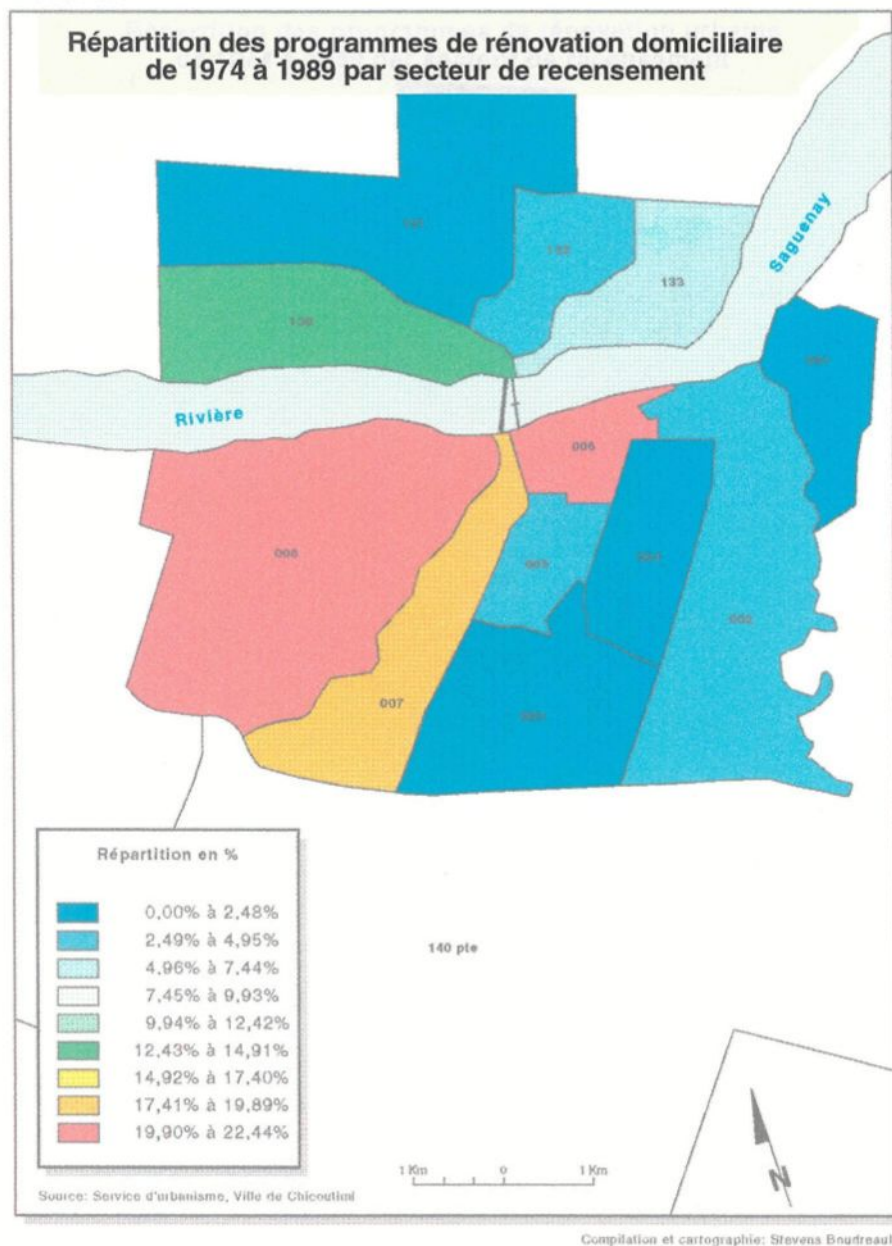 Répartition des programmes de rénovation domiciliaire
de 1974 à 1989 par secteur de recensement
Saguenay
133
Rivière
006
008
002
007
Répartition en %
0,00% à 2,48%
2,49% à 4,95%
4,96% à 7,44%
7,45% à 9,93%
9,94% à 12,42%
12,43% à 14,91%
14,92% à 17,40%
17,41% à 19,89%
19,90% à 22,44%
140 pte
1 Km 0 1 Km
N
Source: Service d'urbanisme, Ville de Chicoutimi
Compilation et cartographie: Stevens Boudreault